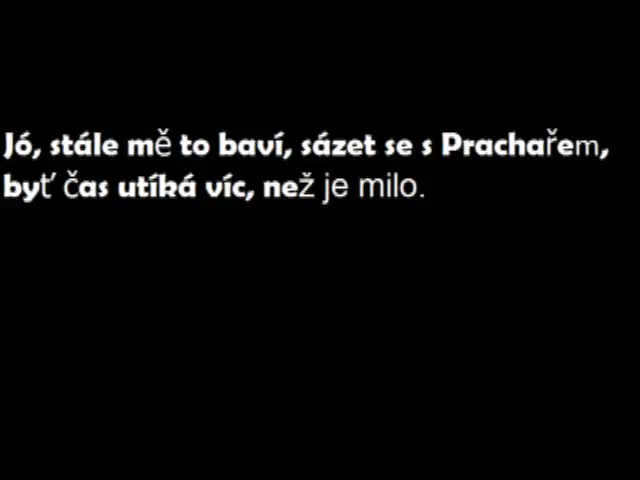 Jó, stále mě to baví, sázet se s Prachařem,
byť čas utíká víc, než je milo.